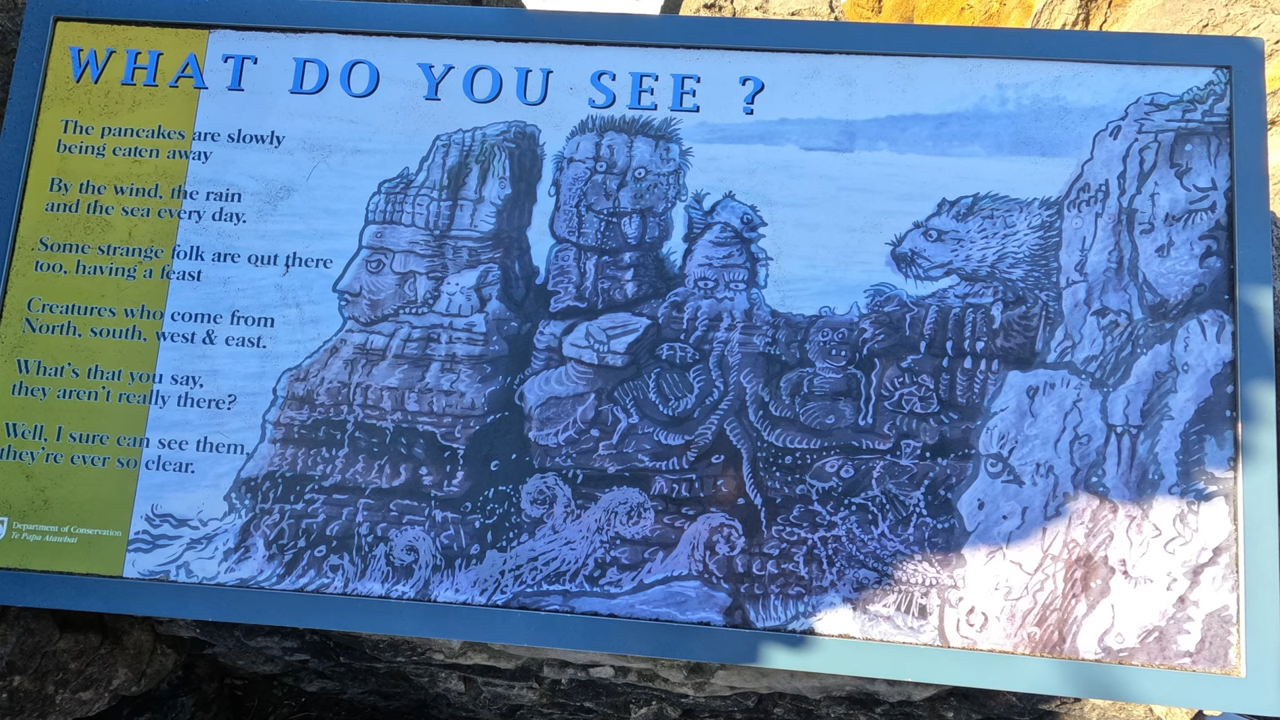 WHAT DO YOU SEE ?
The pancakes are slowly
being eaten away
By the wind, the rain
and the sea every day.
Some strange folk are out there
too, having a feast
Creatures who come from
North, south, west & east.
What's that you say,
they aren't really there?
Well, I sure can see them,
they're ever so clear.
Department of Conservation
Te Papa Atawhai